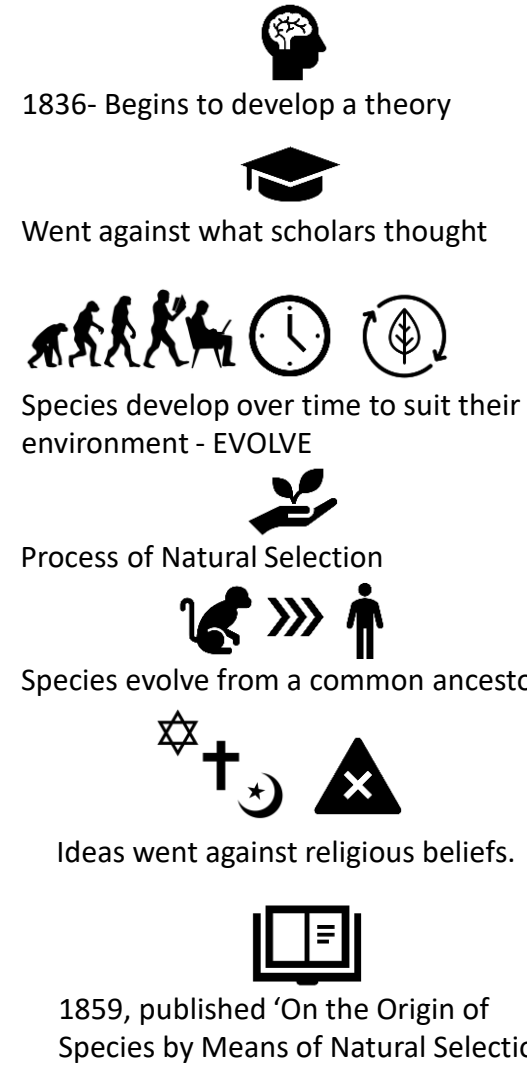 1836- Begins to develop a theory
Went against what scholars thought
Species develop over time to suit their
environment - EVOLVE
Process of Natural Selection
Species evolve from a common
Ideas went against religious beliefs.
1859, published ‘On the Origin of
Species by Means of Natural